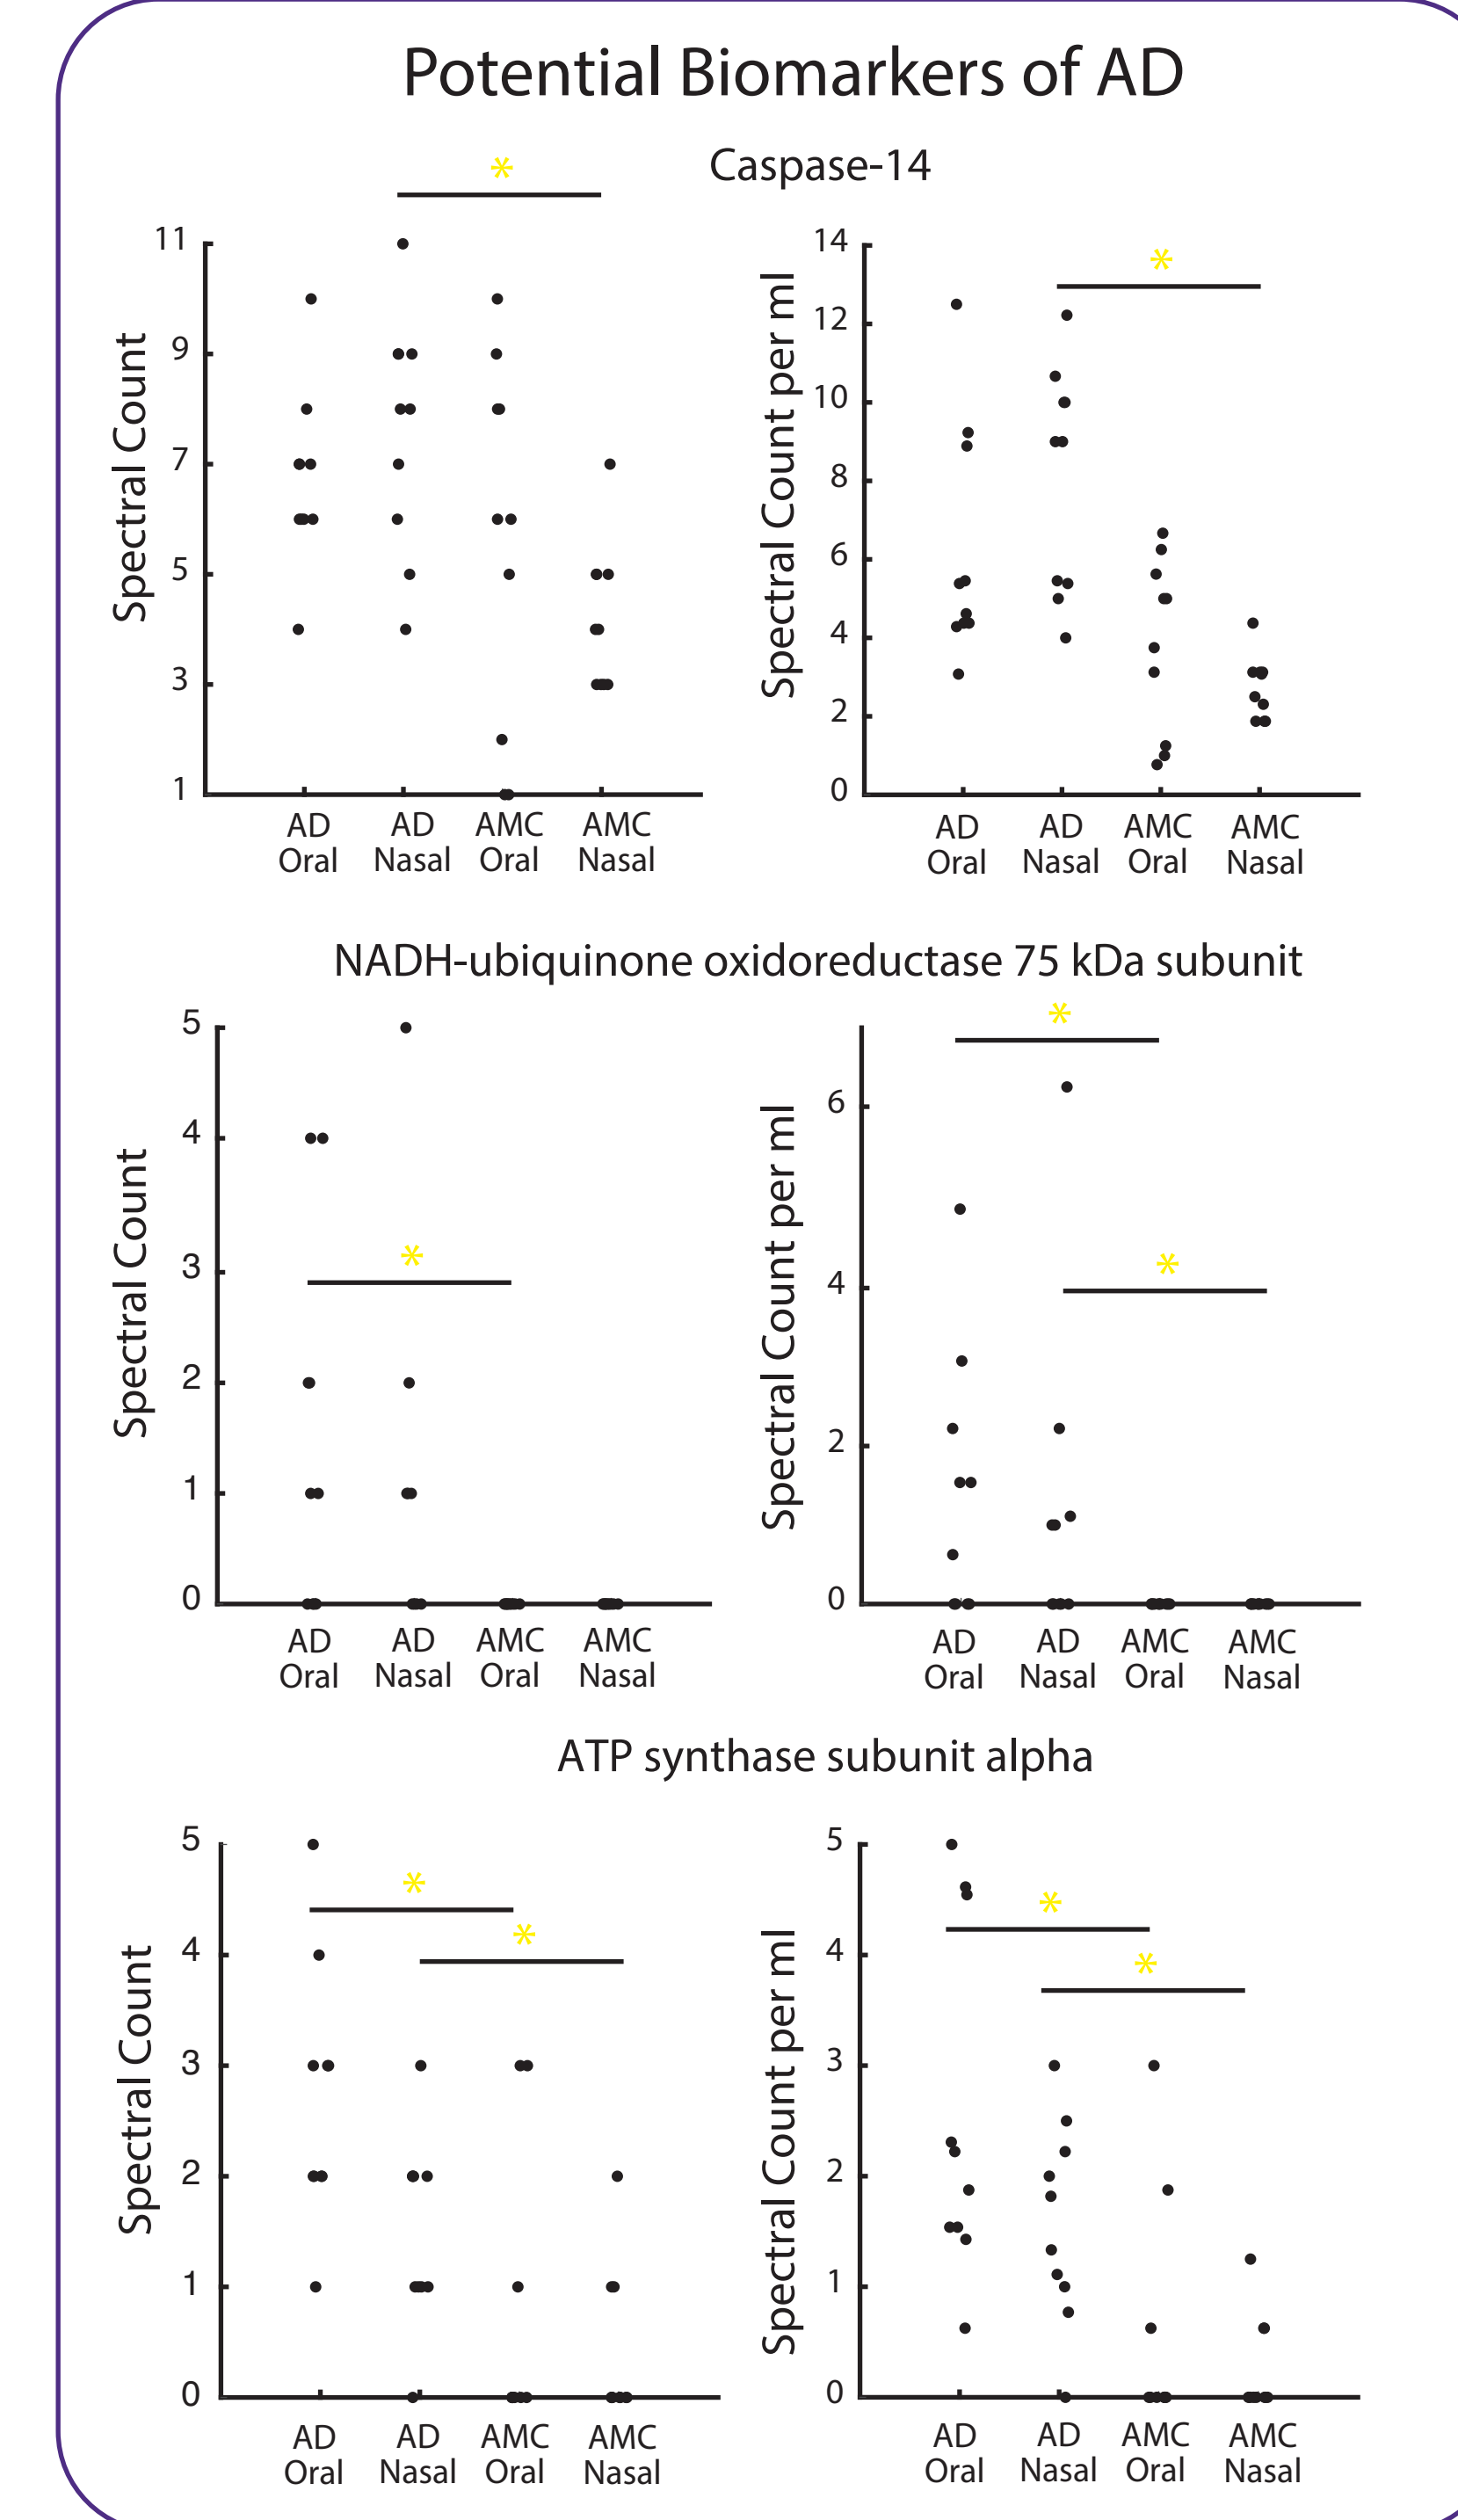 Potential Biomarkers of AD
Caspase-14
*
Spectral Count
11
9
7
5
3
1
AD Oral
AD Nasal
AMC Oral
AMC Nasal
*
Spectral Count per ml
14
12
10
8
6
4
2
0
AD Oral
AD Nasal
AMC Oral
AMC Nasal
NADH-ubiquinone oxidoreductase 75 kDa subunit
*
Spectral Count
5
4
3
2
1
0
AD Oral
AD Nasal
AMC Oral
AMC Nasal
*
*
Spectral Count per ml
6
4
2
0
AD Oral
AD Nasal
AMC Oral
AMC Nasal
ATP synthase subunit alpha
*
*
Spectral Count
5
4
3
2
1
0
AD Oral
AD Nasal
AMC Oral
AMC Nasal
*
*
Spectral Count per ml
5
4
3
2
1
0
AD Oral
AD Nasal
AMC Oral
AMC Nasal